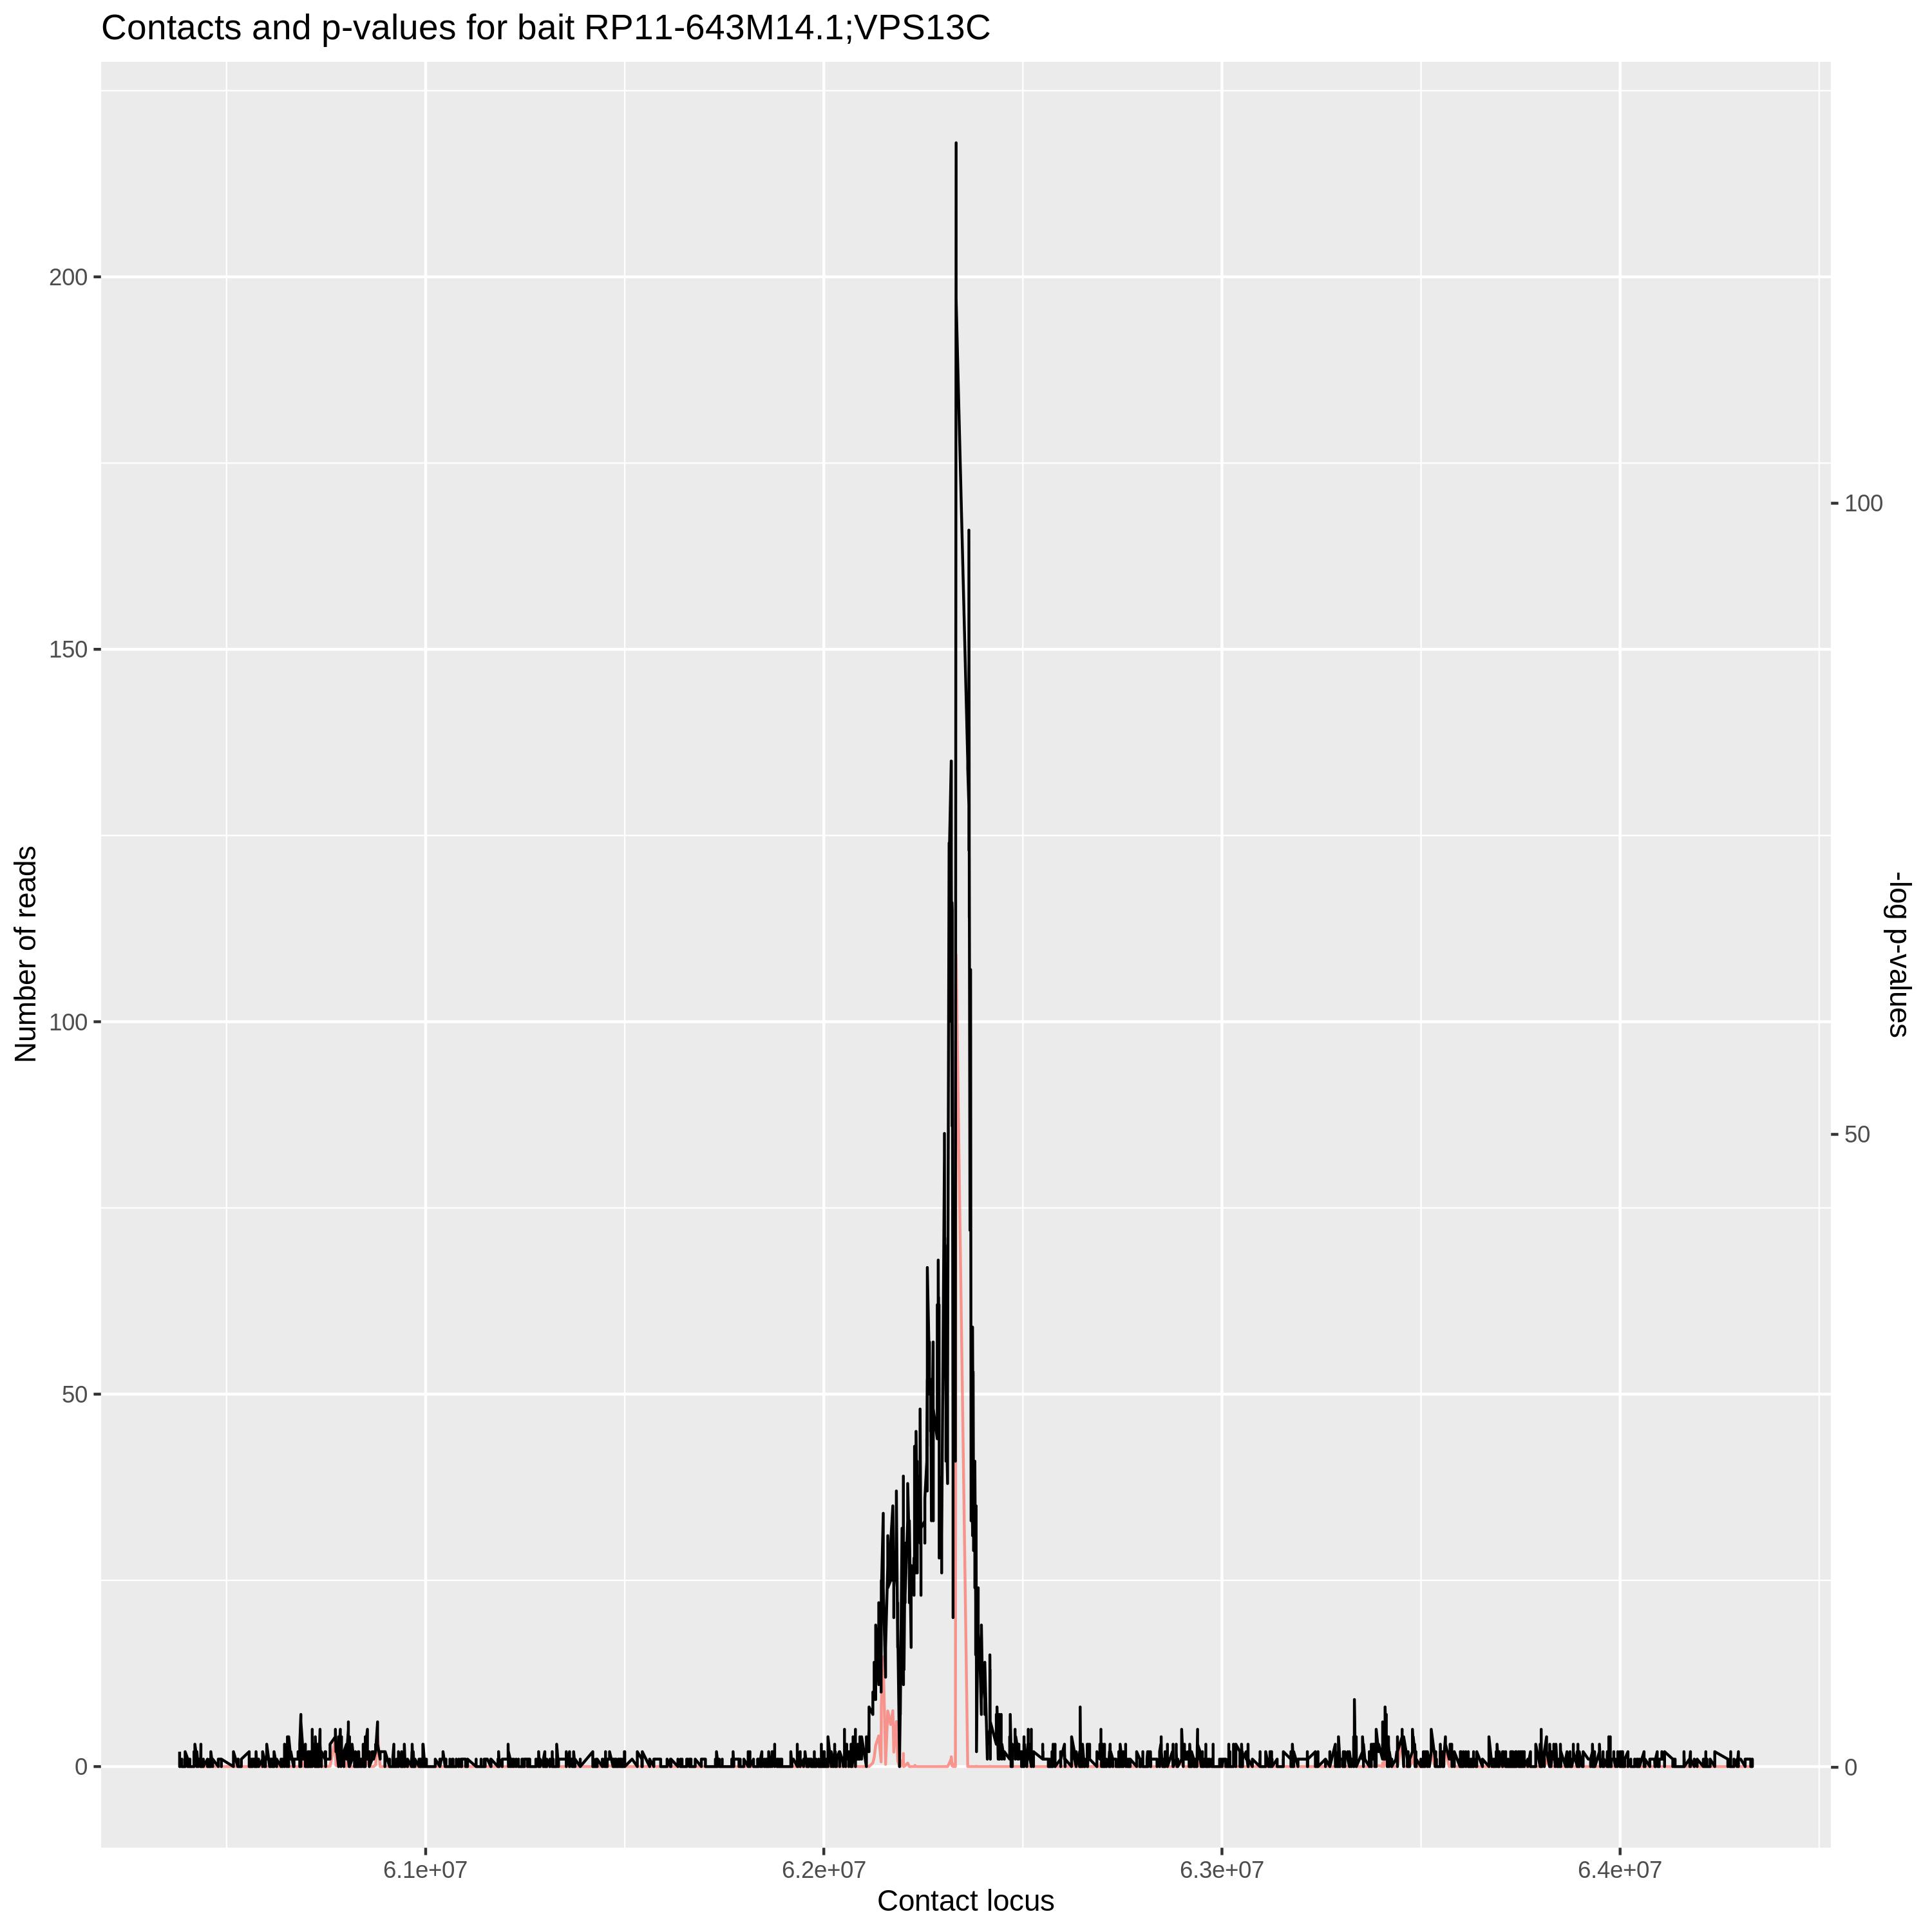 Contacts and p-values for bait RP11-643M14.1;VPS13C
200
150
100
50
0
Number of reads
100
50
0
-log p-values
6.1e+07
6.2e+07
6.3e+07
6.4e+07
Contact locus